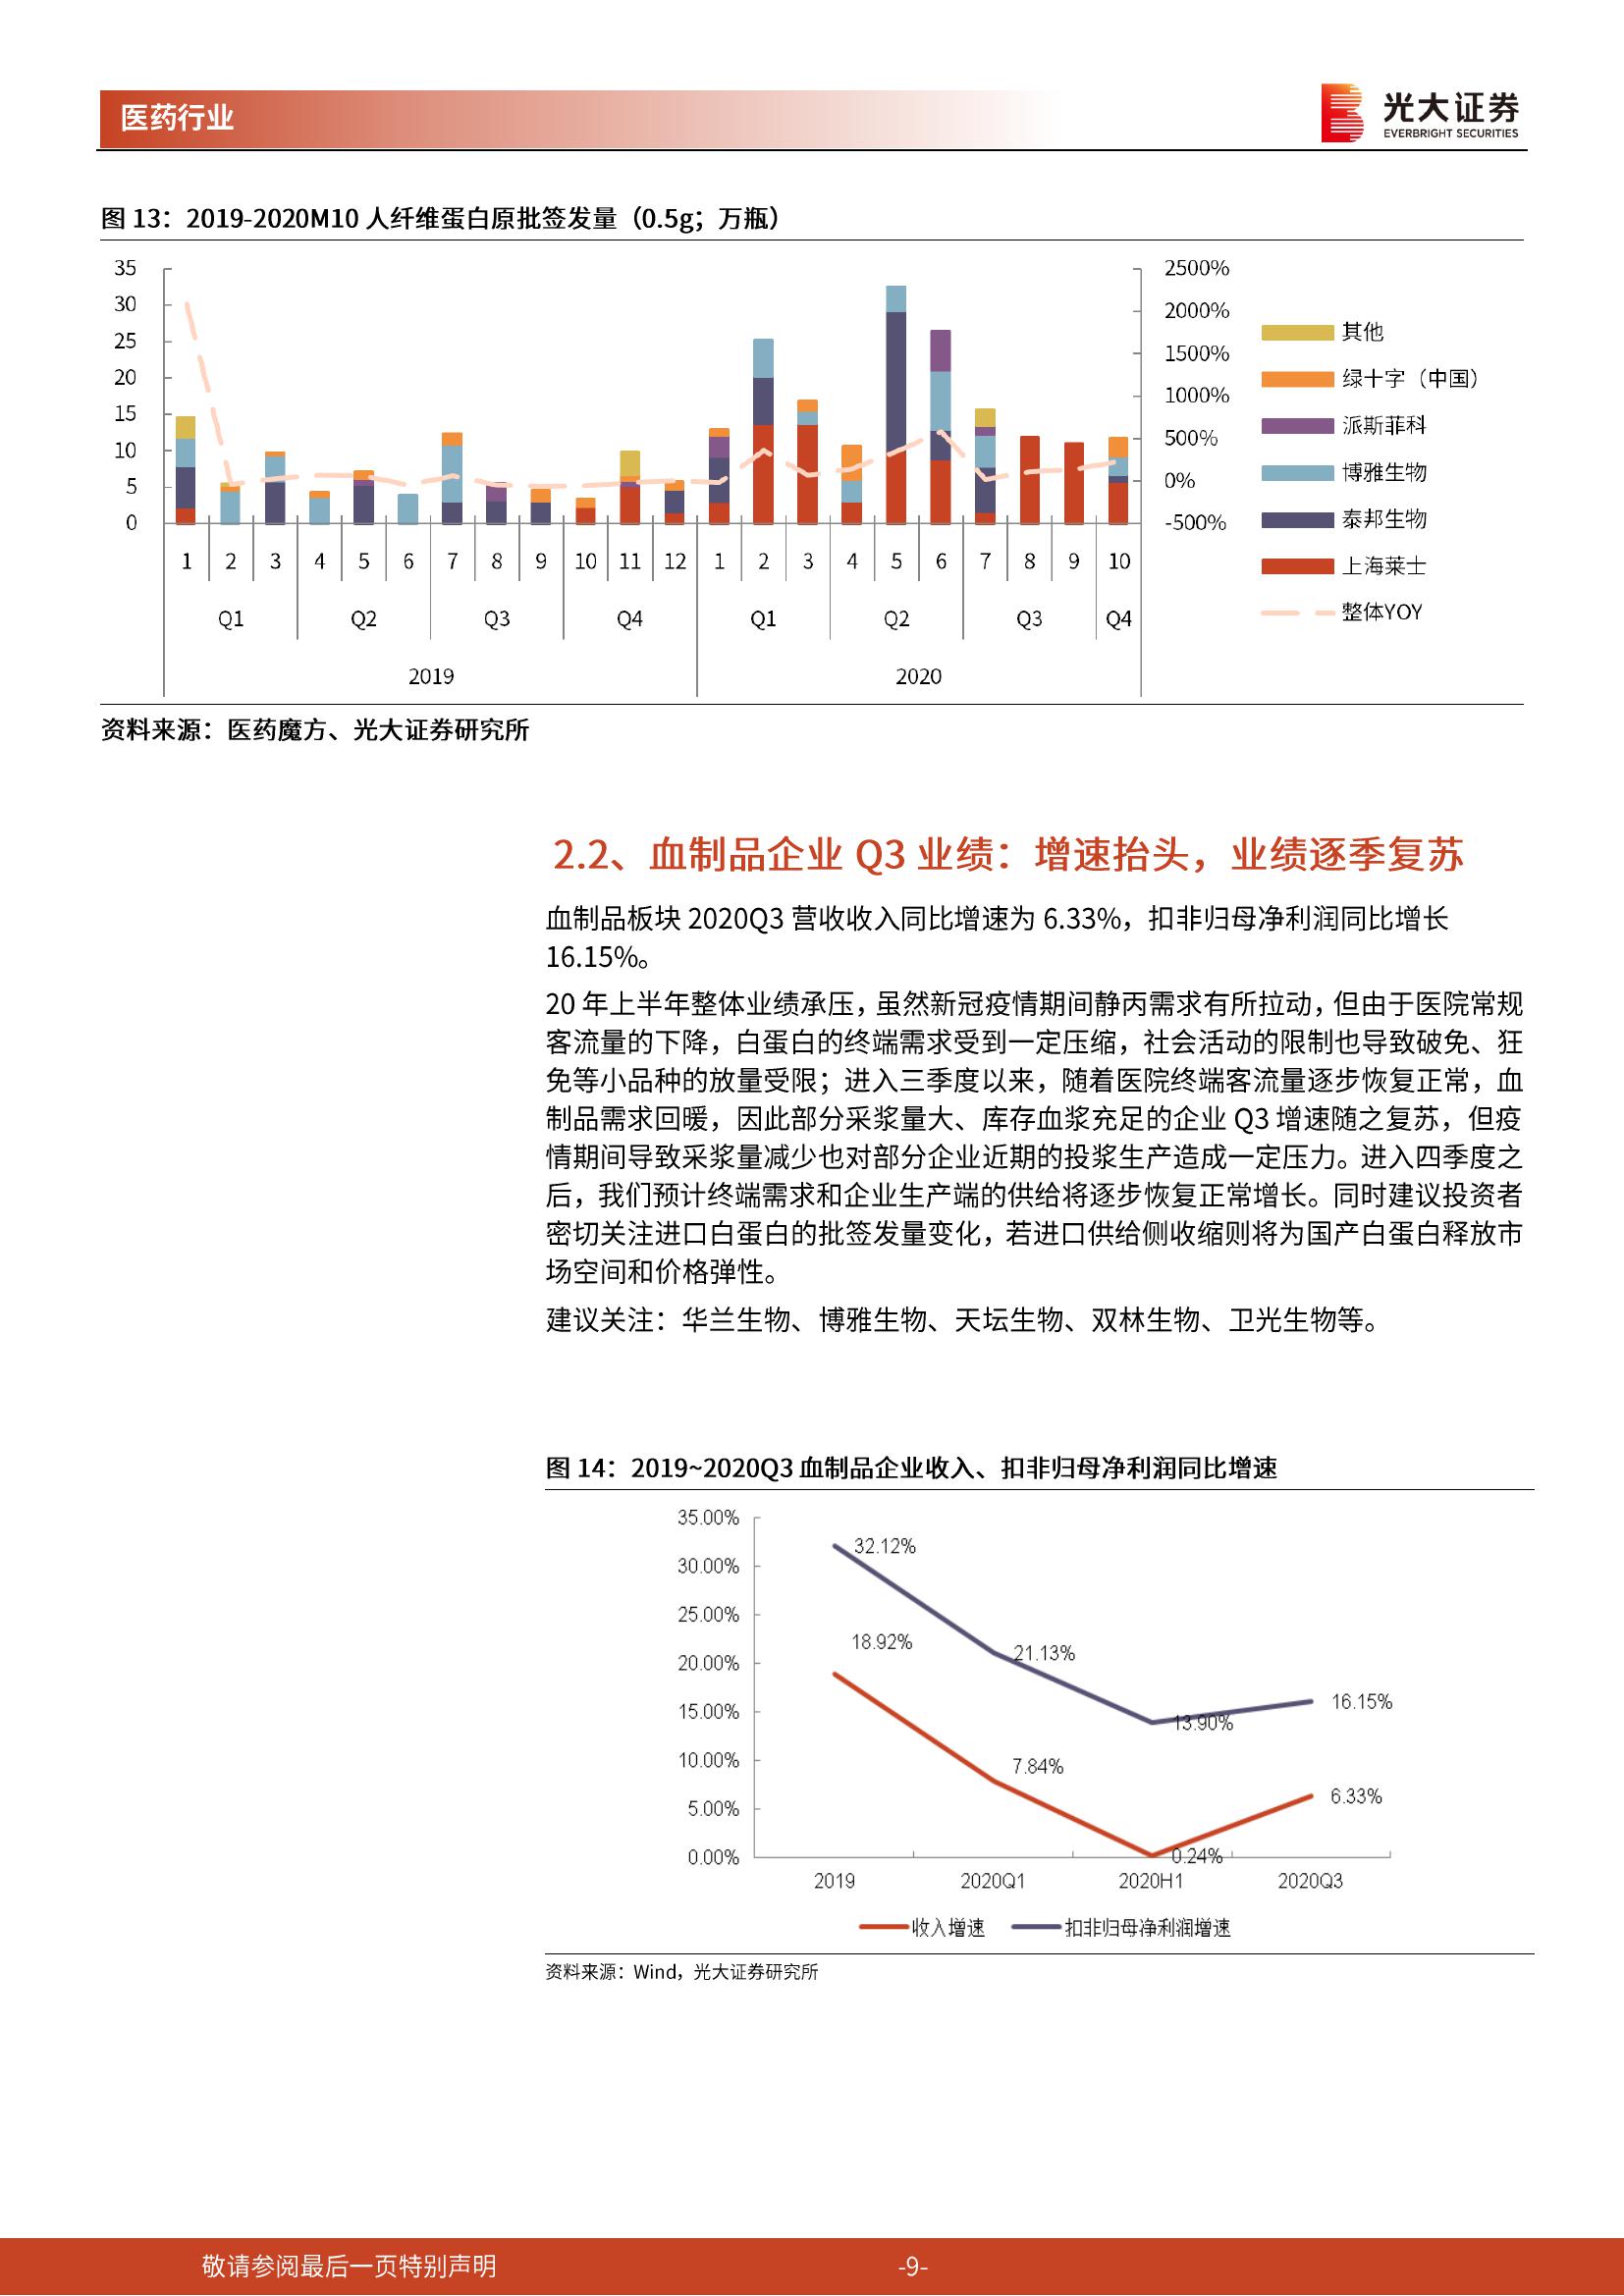 医药行业
光大证券
EVERBRIGHT SECURITIES
图 13：2019-2020M10 人纤维蛋白原批签发量（0.5g；万瓶）
35
30
25
20
15
10
5
0
2500%
2000%
1500%
1000%
500%
0%
-500%
其他
绿十字（中国）
派斯菲科
博雅生物
泰邦生物
上海莱士
整体YOY
1 2 3 4 5 6 7 8 9 10 11 12 1 2 3 4 5 6 7 8 9 10
Q1 Q2 Q3 Q4 Q1 Q2 Q3 Q4
2019 2020
资料来源：医药魔方、光大证券研究所
2.2、血制品企业 Q3 业绩：增速抬头，业绩逐季复苏
血制品板块 2020Q3 营收收入同比增速为 6.33%，扣非归母净利润同比增长
16.15%。
20 年上半年整体业绩承压，虽然新冠疫情期间静丙需求有所拉动，但由于医院常规
客流量的下降，白蛋白的终端需求受到一定压缩，社会活动的限制也导致破免、狂
免等小品种的放量受限；进入三季度以来，随着医院终端客流量逐步恢复正常，血
制品需求回暖，因此部分采浆量大、库存血浆充足的企业 Q3 增速随之复苏，但疫
情期间导致采浆量减少也对部分企业近期的投浆生产造成一定压力。进入四季度之
后，我们预计终端需求和企业生产端的供给将逐步恢复正常增长。同时建议投资者
密切关注进口白蛋白的批签发量变化，若进口供给侧收缩则将为国产白蛋白释放市
场空间和价格弹性。
建议关注：华兰生物、博雅生物、天坛生物、双林生物、卫光生物等。
图 14：2019~2020Q3 血制品企业收入、扣非归母净利润同比增速
35.00%
30.00%
25.00%
20.00%
15.00%
10.00%
5.00%
0.00%
32.12%
18.92%
21.13%
7.84%
13.90%
0.24%
16.15%
6.33%
2019 2020Q1 2020H1 2020Q3
收入增速 扣非归母净利润增速
资料来源：Wind，光大证券研究所
敬请参阅最后一页特别声明 -9-